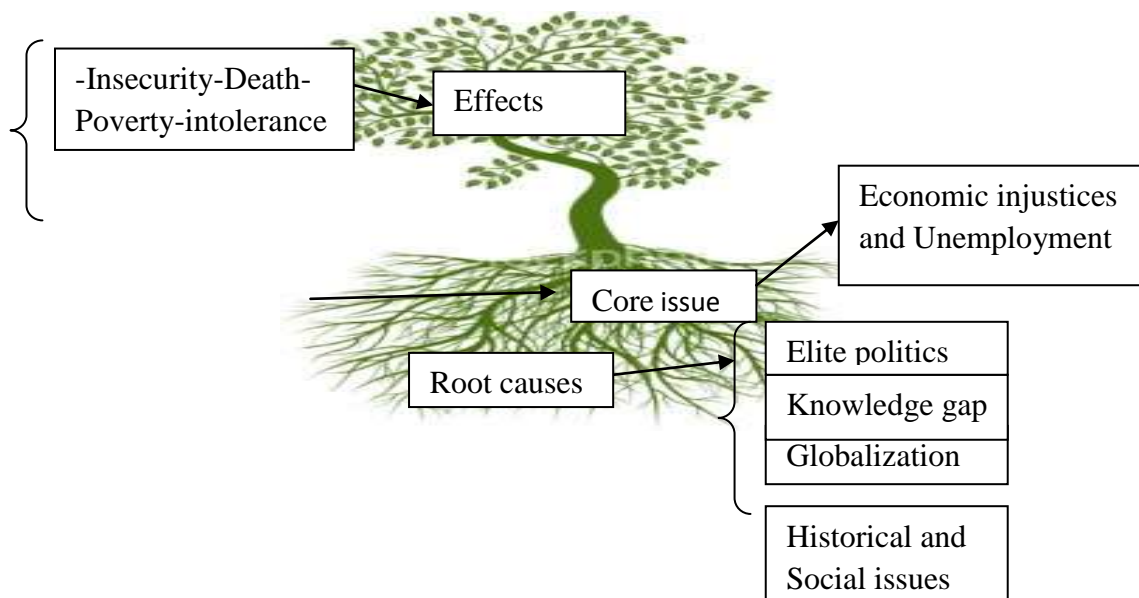 -Insecurity-Death-
Poverty-intolerance
Effects
Economic injustices
and Unemployment
Core issue
Root causes
Elite politics
Knowledge gap
Globalization
Historical and
Social issues